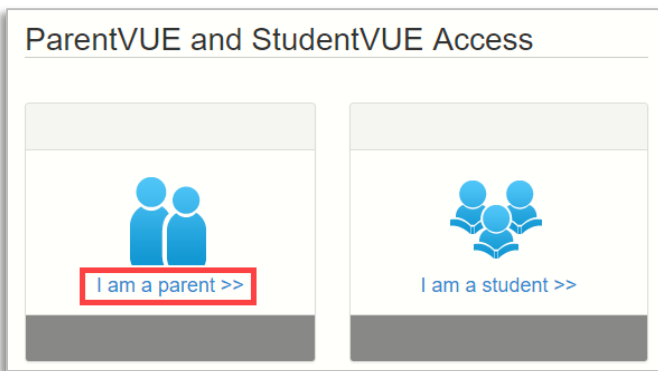 ParentVUE and StudentVUE Access
I am a parent >>
I am a student >>